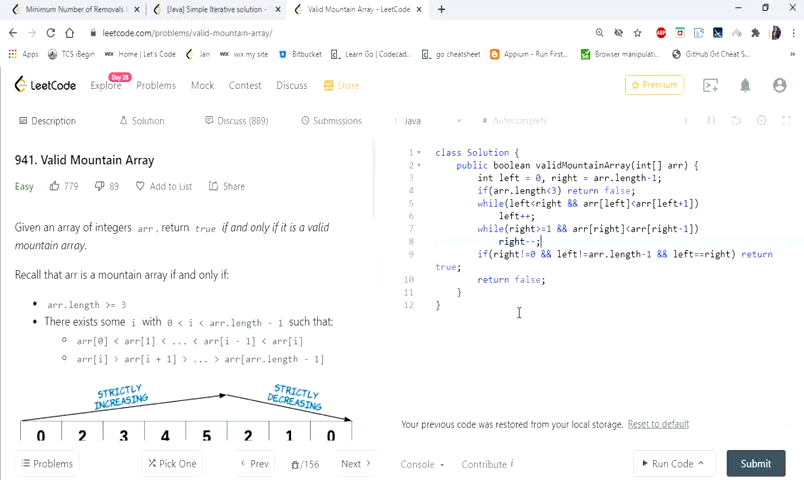 Minimum Number of Removals
[Java] Simple Iterative solution -
Valid Mountain Array - LeetCode
leetcode.com/problems/valid-mountain-array/
Apps TCS iBegin Home | Let's Code Jan wix my site Bitbucket Learn Go | Codecad... go cheatsheet Appium - Run First... Browser manipulati... GitHub Git Cheat S...
LeetCode Explore Day 28 Problems Mock Contest Discuss Store Premium
Description Solution Discuss (889) Submissions Java Autocomplete
941. Valid Mountain Array
Easy 779 89 Add to List Share
Given an array of integers arr, return true if and only if it is a valid
mountain array.
Recall that arr is a mountain array if and only if:
arr.length >= 3
There exists some i with 0 < i < arr.length - 1 such that:
arr[0] < arr[1] < ... < arr[i - 1] < arr[i]
arr[i] > arr[i + 1] > ... > arr[arr.length - 1]
STRICTLY
INCREASING
STRICTLY
DECREASING
0 2 3 4 5 2 1 0
1 class Solution {
2 public boolean validMountainArray(int[] arr) {
3 int left = 0, right = arr.length-1;
4 if(arr.length<3) return false;
5 while(left<right && arr[left]<arr[left+1])
6 left++;
7 while(right>=1 && arr[right]<arr[right-1])
8 right--;
9 if(right!=0 && left!=arr.length-1 && left==right) return
true;
10 return false;
11 }
12 }
Your previous code was restored from your local storage. Reset to default
Problems Pick One Prev /156 Next Console Contribute i Run Code Submit